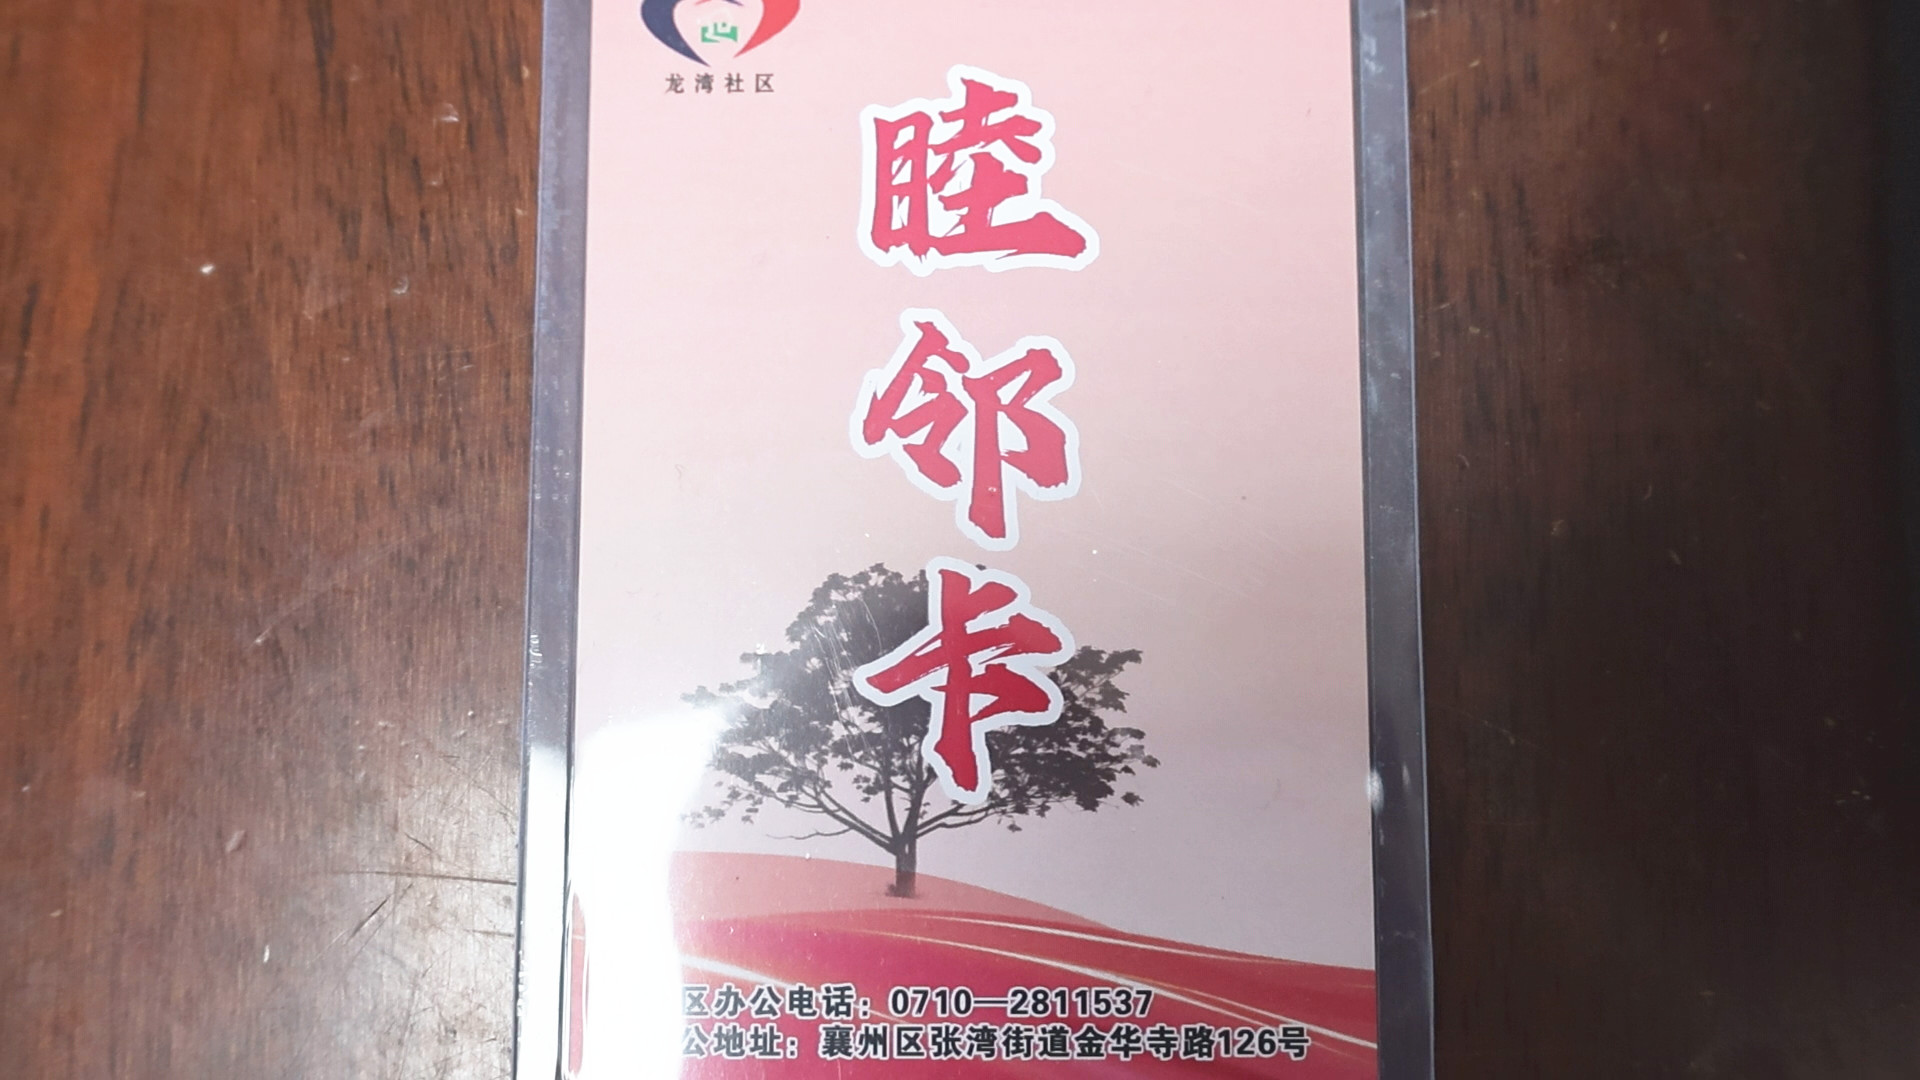 龙湾社区
睦邻卡
区办公电话：0710—2811537
公地址：襄州区张湾街道金华寺路126号